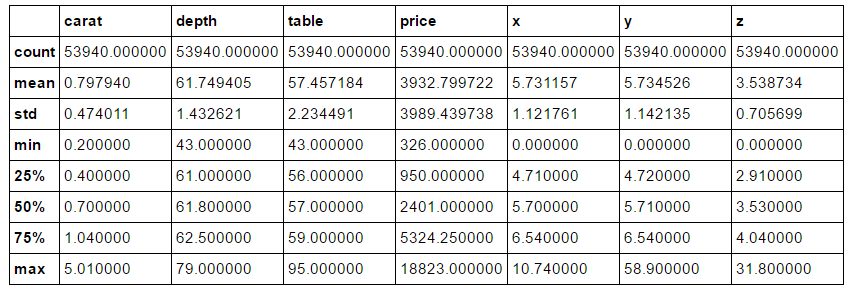 carat depth table price x y z
count 53940.000000 53940.000000 53940.000000 53940.000000 53940.000000 53940.000000 53940.000000
mean 0.797940 61.749405 57.457184 3932.799722 5.731157 5.734526 3.538734
std 0.474011 1.432621 2.234491 3989.439738 1.121761 1.142135 0.705699
min 0.200000 43.000000 43.000000 326.000000 0.000000 0.000000 0.000000
25% 0.400000 61.000000 56.000000 950.000000 4.710000 4.720000 2.910000
50% 0.700000 61.800000 57.000000 2401.000000 5.700000 5.710000 3.530000
75% 1.040000 62.500000 59.000000 5324.250000 6.540000 6.540000 4.040000
max 5.010000 79.000000 95.000000 18823.000000 10.740000 58.900000 31.800000